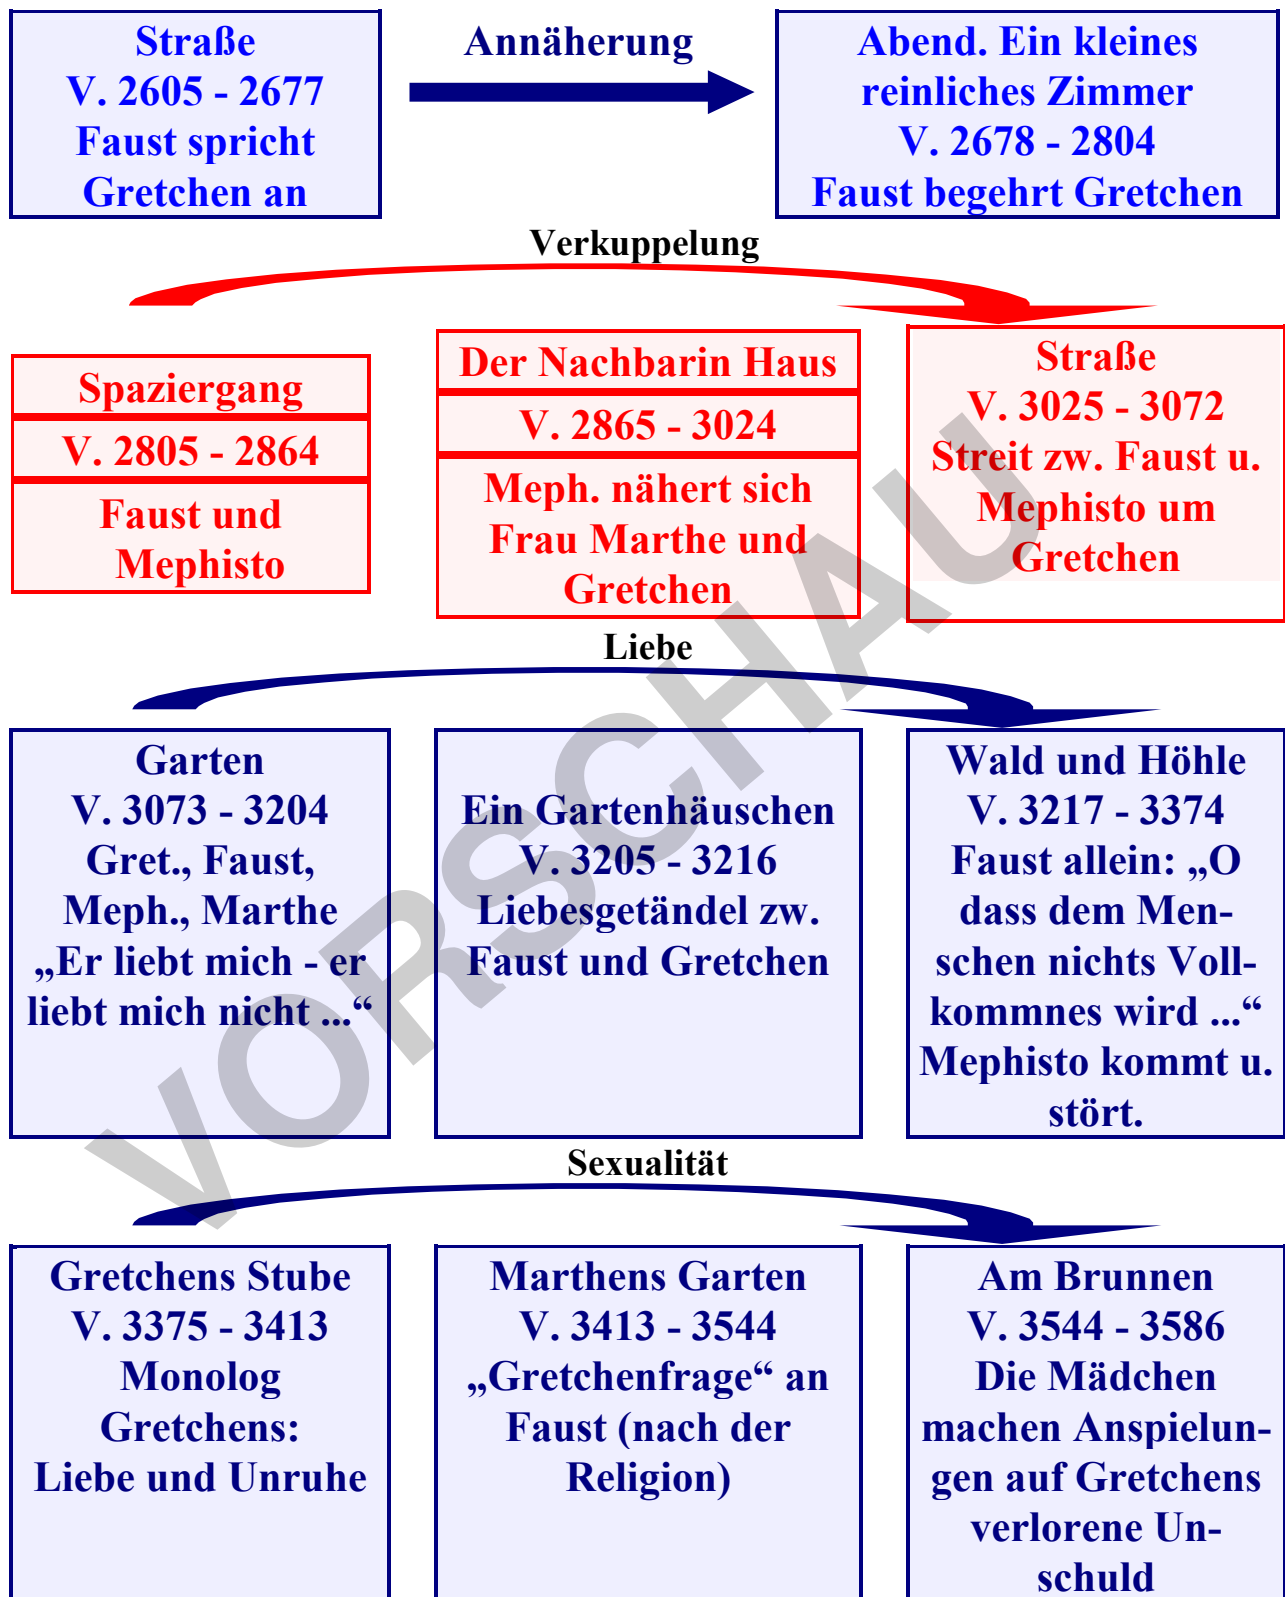 Straße
V. 2605 - 2677
Faust spricht
Gretchen an
Annäherung
Abend. Ein kleines
reinliches Zimmer
V. 2678 - 2804
Faust begehrt Gretchen
Verkuppelung
Spaziergang
V. 2805 - 2864
Faust und
Mephisto
Der Nachbarin Haus
V. 2865 - 3024
Meph. nähert sich
Frau Marthe und
Gretchen
Straße
V. 3025 - 3072
Streit zw. Faust u.
Mephisto um
Gretchen
Liebe
Garten
V. 3073 - 3204
Gret., Faust,
Meph., Marthe
„Er liebt mich - er
liebt mich nicht ...“
Ein Gartenhäuschen
V. 3205 - 3216
Liebesgetändel zw.
Faust und Gretchen
Wald und Höhle
V. 3217 - 3374
Faust allein: „O
dass dem Men-
schen nichts Voll-
kommnes wird ...“
Mephisto kommt u.
stört.
Sexualität
Gretchens Stube
V. 3375 - 3413
Monolog
Gretchens:
Liebe und Unruhe
Marthens Garten
V. 3413 - 3544
„Gretchenfrage“ an
Faust (nach der
Religion)
Am Brunnen
V. 3544 - 3586
Die Mädchen
machen Anspielun-
gen auf Gretchens
verlorene Un-
schuld
VORSCHAU